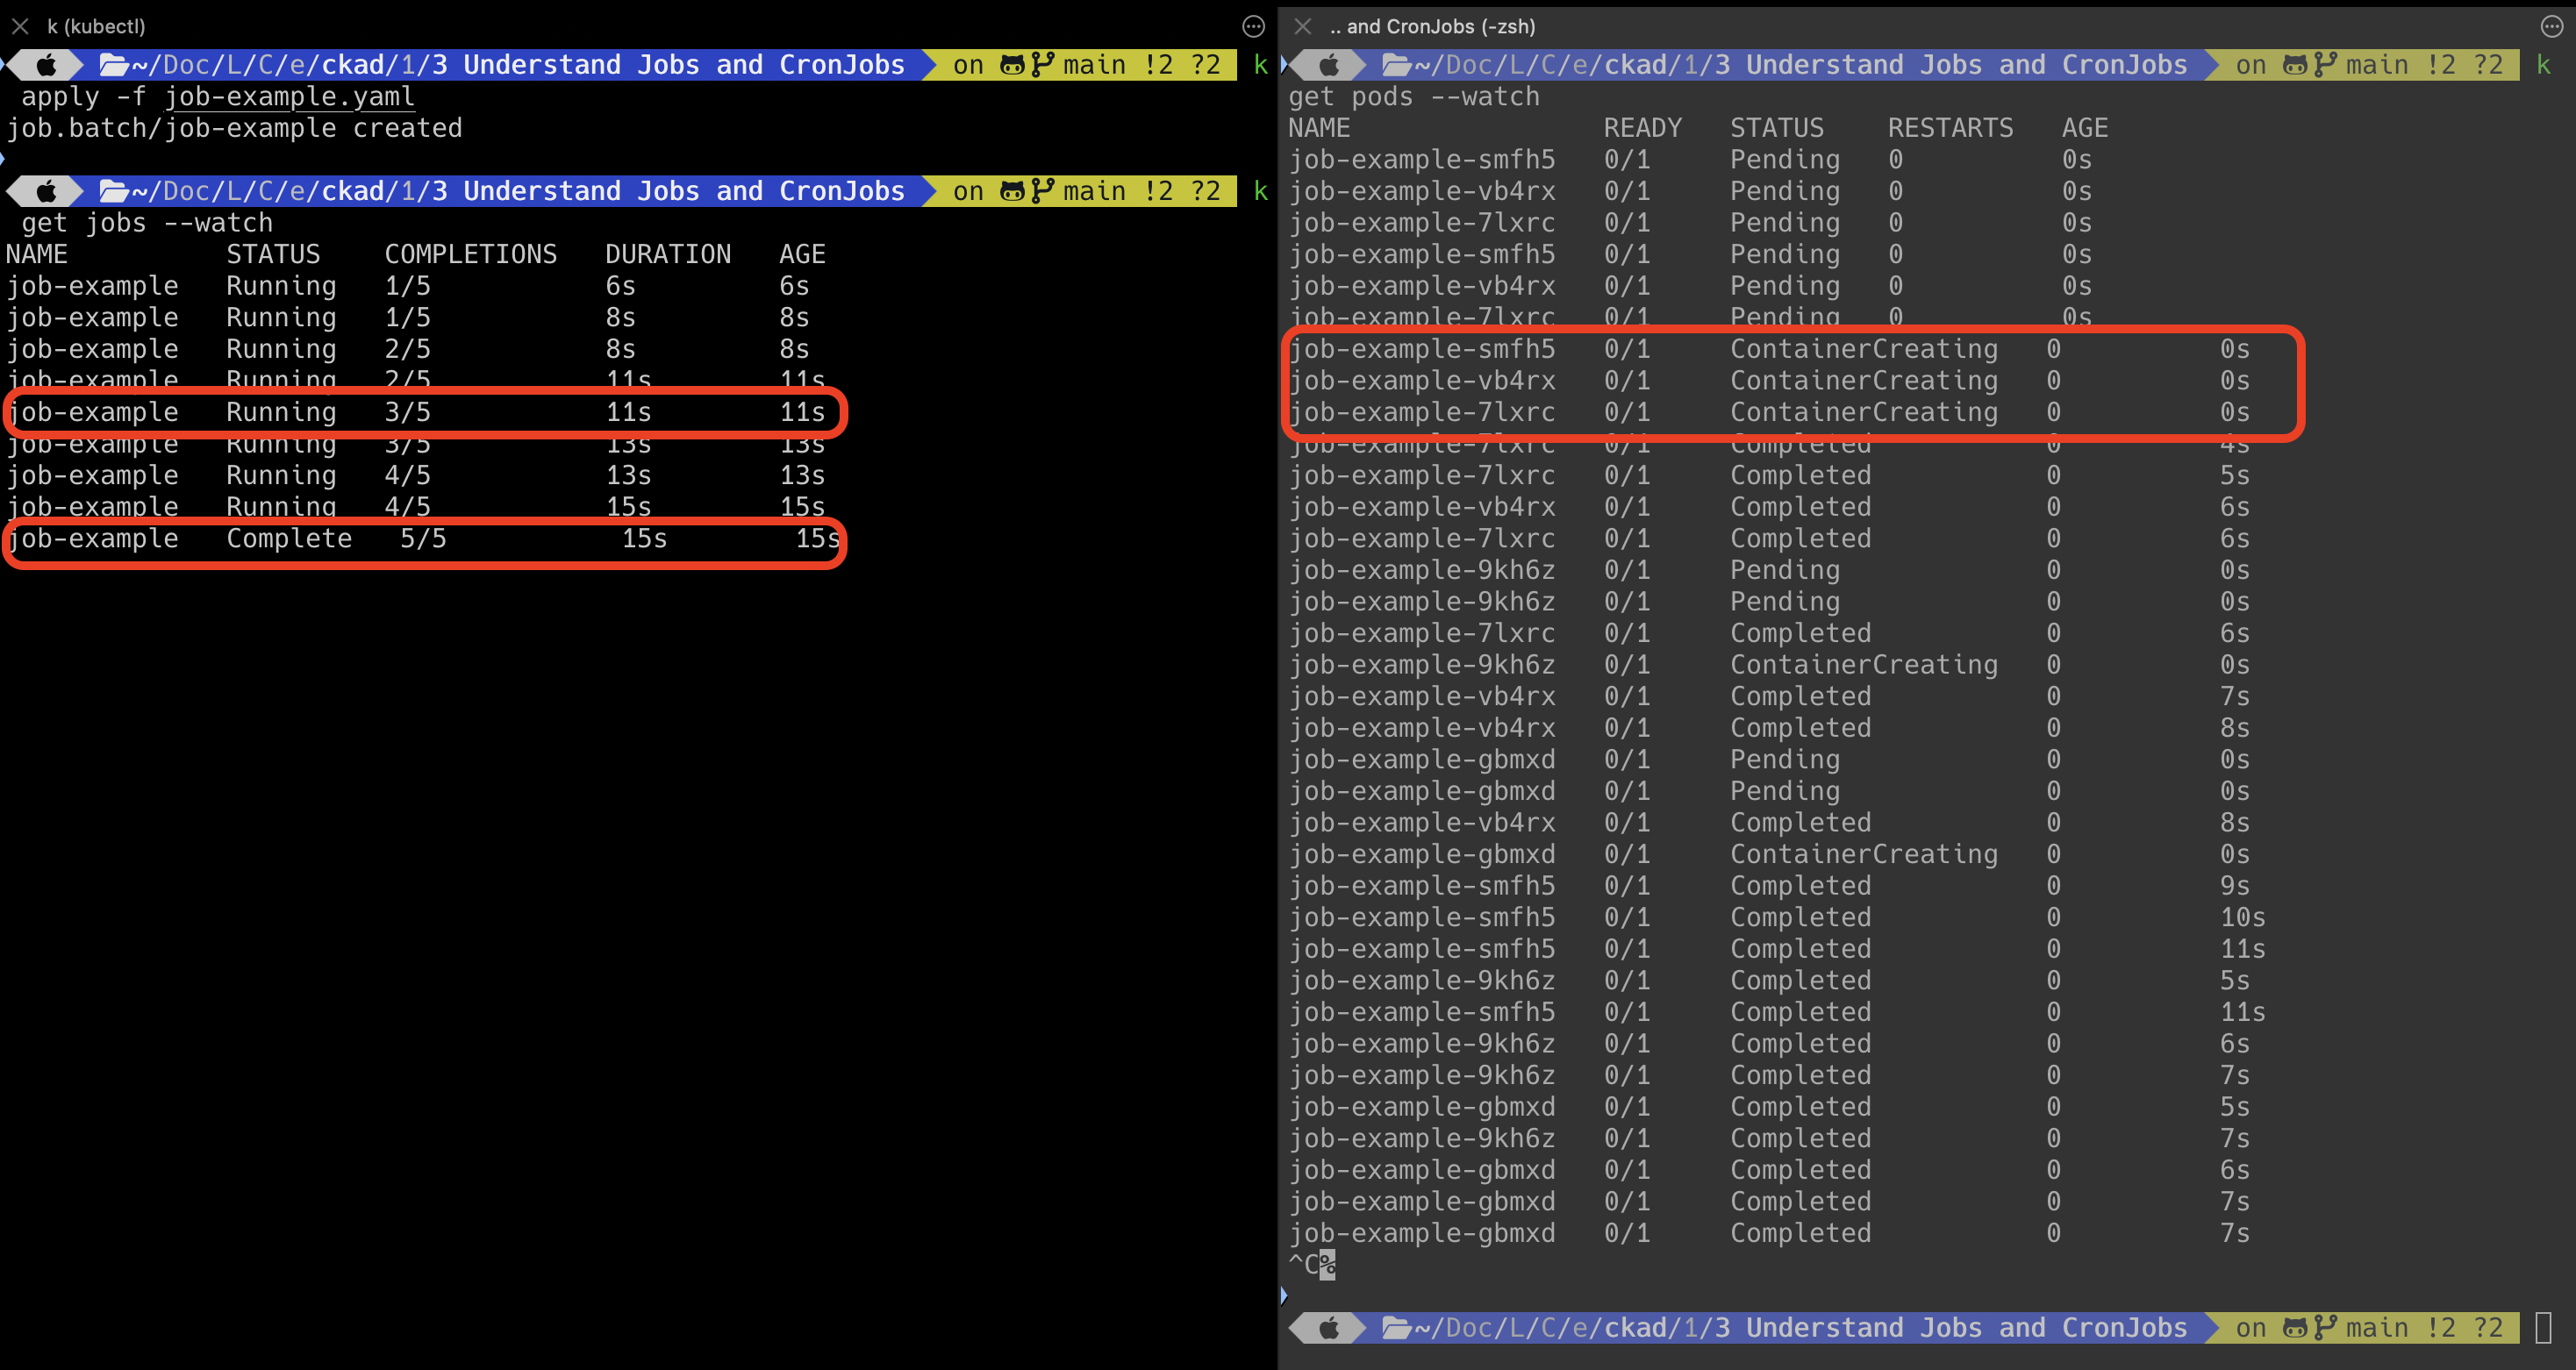 k (kubectl)
~/Doc/L/C/e/ckad/1/3 Understand Jobs and CronJobs on main !2 ?2 k
apply -f job-example.yaml
job.batch/job-example created
~/Doc/L/C/e/ckad/1/3 Understand Jobs and CronJobs on main !2 ?2 k
get jobs --watch
NAME STATUS COMPLETIONS DURATION AGE
job-example Running 1/5 6s 6s
job-example Running 1/5 8s 8s
job-example Running 2/5 8s 8s
job-example Running 2/5 11s 11s
job-example Running 3/5 11s 11s
job-example Running 3/5 13s 13s
job-example Running 4/5 13s 13s
job-example Running 4/5 15s 15s
job-example Complete 5/5 15s 15s
.. and CronJobs (-zsh)
~/Doc/L/C/e/ckad/1/3 Understand Jobs and CronJobs on main !2 ?2 k
get pods --watch
NAME READY STATUS RESTARTS AGE
job-example-smfh5 0/1 Pending 0 0s
job-example-vb4rx 0/1 Pending 0 0s
job-example-7lxrc 0/1 Pending 0 0s
job-example-smfh5 0/1 Pending 0 0s
job-example-vb4rx 0/1 Pending 0 0s
job-example-7lxrc 0/1 Pending 0 0s
job-example-smfh5 0/1 ContainerCreating 0 0s
job-example-vb4rx 0/1 ContainerCreating 0 0s
job-example-7lxrc 0/1 ContainerCreating 0 0s
job-example-7lxrc 0/1 Completed 0 4s
job-example-7lxrc 0/1 Completed 0 5s
job-example-vb4rx 0/1 Completed 0 6s
job-example-7lxrc 0/1 Completed 0 6s
job-example-9kh6z 0/1 Pending 0 0s
job-example-9kh6z 0/1 Pending 0 0s
job-example-7lxrc 0/1 Completed 0 6s
job-example-9kh6z 0/1 ContainerCreating 0 0s
job-example-vb4rx 0/1 Completed 0 7s
job-example-vb4rx 0/1 Completed 0 8s
job-example-gbmxd 0/1 Pending 0 0s
job-example-gbmxd 0/1 Pending 0 0s
job-example-vb4rx 0/1 Completed 0 8s
job-example-gbmxd 0/1 ContainerCreating 0 0s
job-example-smfh5 0/1 Completed 0 9s
job-example-smfh5 0/1 Completed 0 10s
job-example-smfh5 0/1 Completed 0 11s
job-example-9kh6z 0/1 Completed 0 5s
job-example-smfh5 0/1 Completed 0 11s
job-example-9kh6z 0/1 Completed 0 6s
job-example-9kh6z 0/1 Completed 0 7s
job-example-gbmxd 0/1 Completed 0 5s
job-example-9kh6z 0/1 Completed 0 7s
job-example-gbmxd 0/1 Completed 0 6s
job-example-gbmxd 0/1 Completed 0 7s
job-example-gbmxd 0/1 Completed 0 7s
^C%
~/Doc/L/C/e/ckad/1/3 Understand Jobs and CronJobs on main !2 ?2